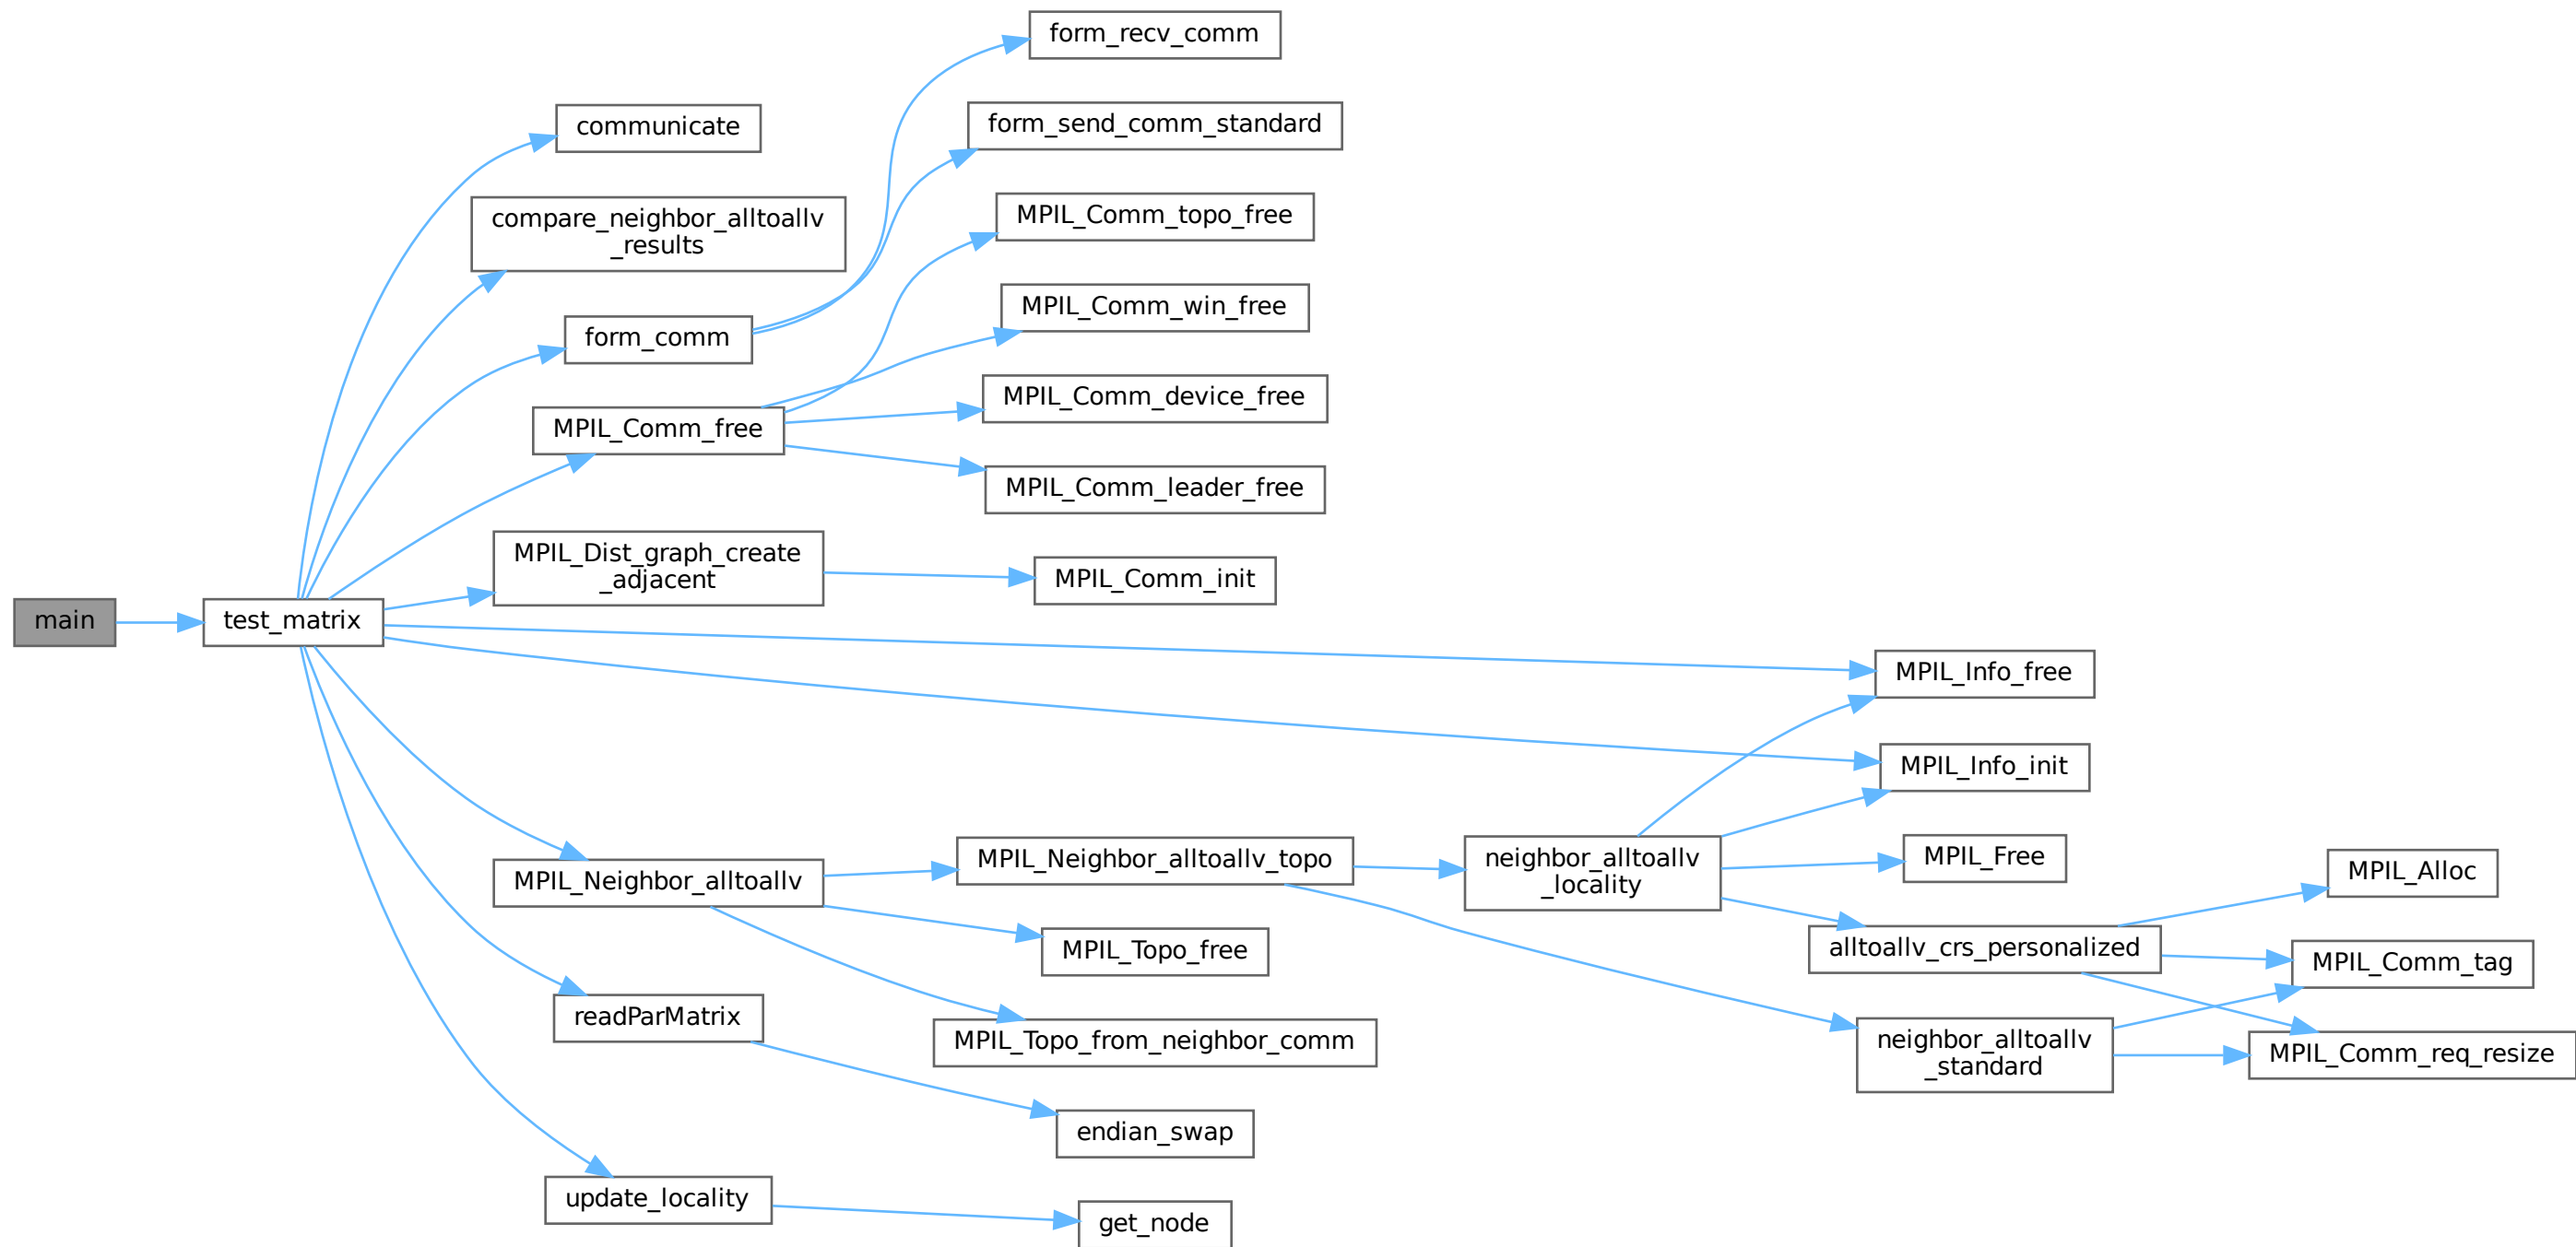 form_recv_comm
communicate
form_send_comm_standard
compare_neighbor_alltoallv
_results
MPIL_Comm_topo_free
MPIL_Comm_win_free
form_comm
MPIL_Comm_device_free
MPIL_Comm_free
MPIL_Comm_leader_free
MPIL_Dist_graph_create
_adjacent
MPIL_Comm_init
main
test_matrix
MPIL_Info_free
MPIL_Info_init
MPIL_Neighbor_alltoallv
MPIL_Neighbor_alltoallv_topo
neighbor_alltoallv
_locality
MPIL_Free
MPIL_Alloc
MPIL_Topo_free
alltoallv_crs_personalized
MPIL_Comm_tag
readParMatrix
MPIL_Topo_from_neighbor_comm
neighbor_alltoallv
_standard
MPIL_Comm_req_resize
endian_swap
update_locality
get_node